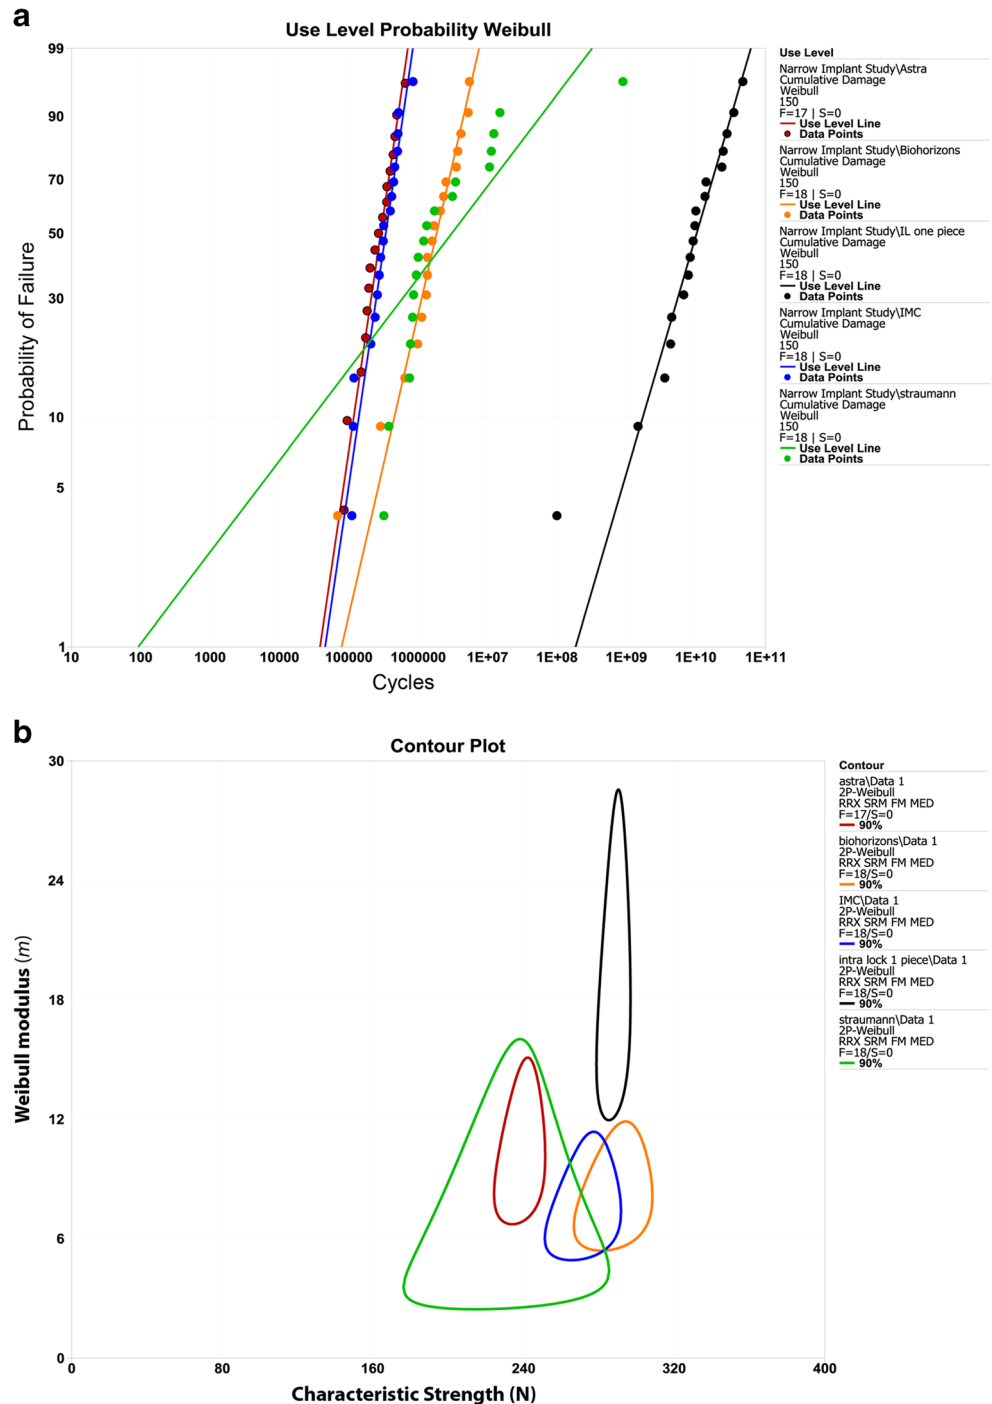 a
Use Level Probability Weibull
99
90
70
50
30
10
5
1
Probability of Failure
10
100
1000
10000
100000
1000000
1E+07
1E+08
1E+09
1E+10
1E+11
Cycles
Use Level
Narrow Implant Study\Astra
Cumulative Damage
Weibull
150
F=17 | S=0
Use Level Line
Data Points
Narrow Implant Study\Biohorizons
Cumulative Damage
Weibull
150
F=18 | S=0
Use Level Line
Data Points
Narrow Implant Study\IL one piece
Cumulative Damage
Weibull
150
F=18 | S=0
Use Level Line
Data Points
Narrow Implant Study\IMC
Cumulative Damage
Weibull
150
F=18 | S=0
Use Level Line
Data Points
Narrow Implant Study\straumann
Cumulative Damage
Weibull
150
F=18 | S=0
Use Level Line
Data Points
b
Contour Plot
30
24
18
12
6
0
Weibull modulus (m)
0
80
160
240
320
400
Characteristic Strength (N)
Contour
astra\Data 1
2P-Weibull
RRX SRM FM MED
F=17/S=0
90%
biohorizons\Data 1
2P-Weibull
RRX SRM FM MED
F=18/S=0
90%
IMC\Data 1
2P-Weibull
RRX SRM FM MED
F=18/S=0
90%
intra lock 1 piece\Data 1
2P-Weibull
RRX SRM FM MED
F=18/S=0
90%
straumann\Data 1
2P-Weibull
RRX SRM FM MED
F=18/S=0
90%